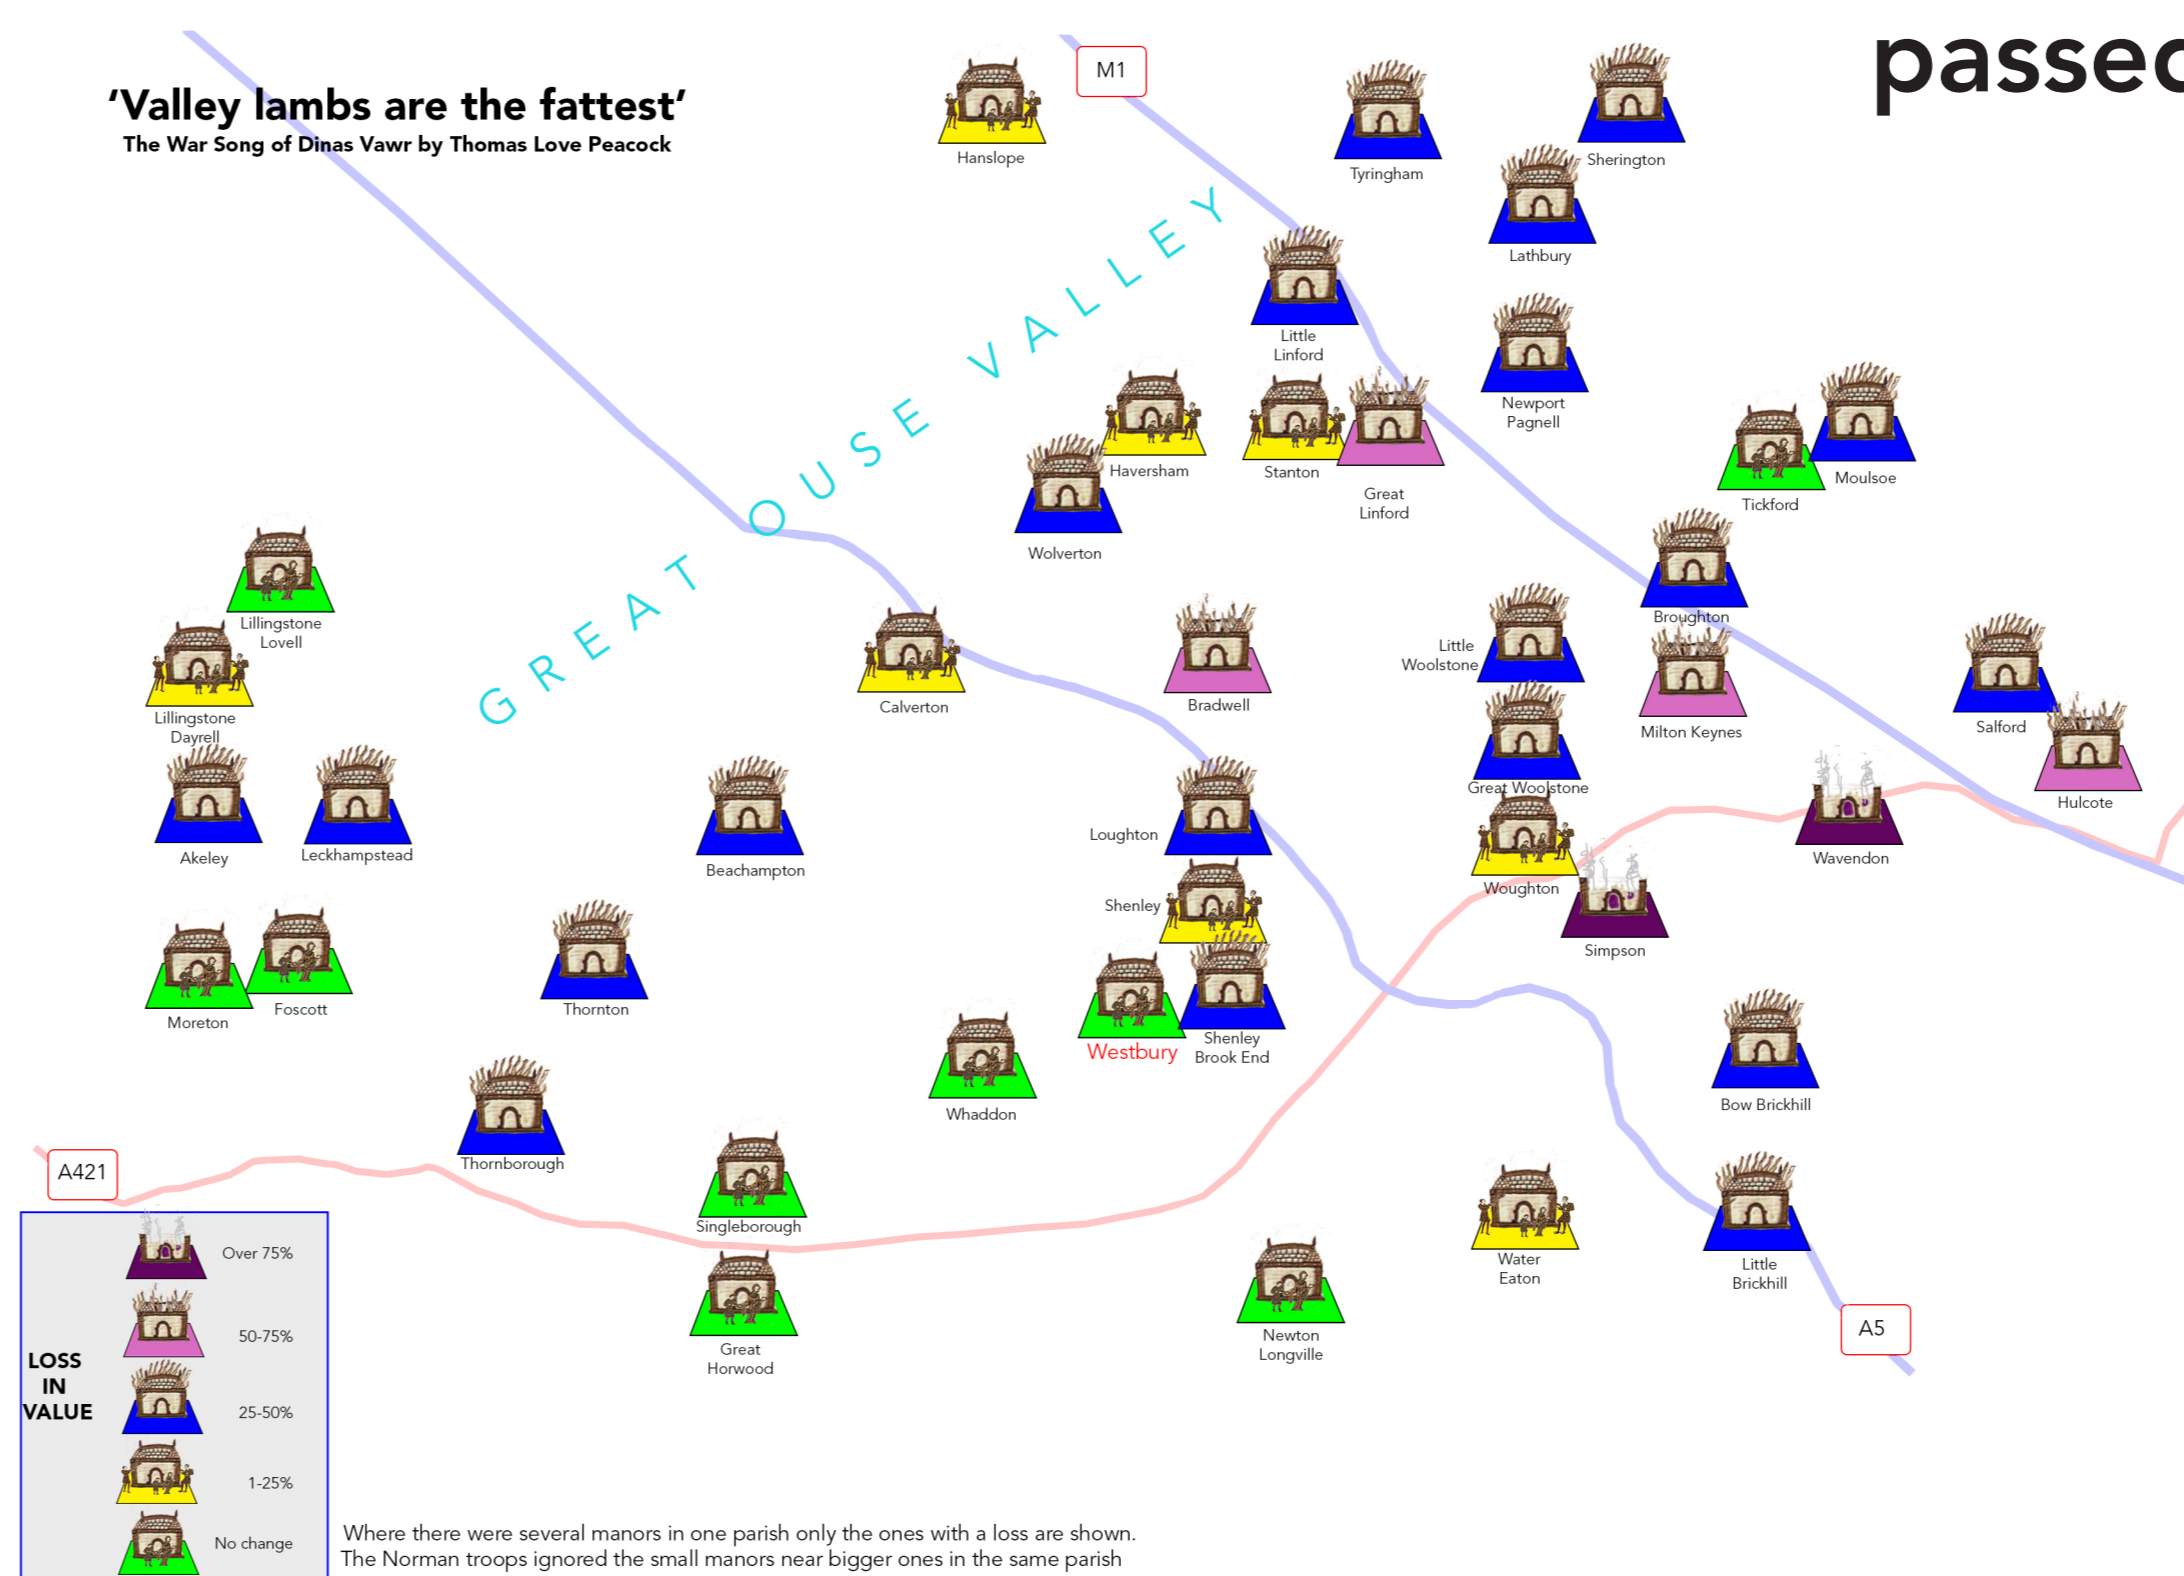 passed
‘Valley lambs are the fattest’
The War Song of Dinas Vawr by Thomas Love Peacock
M1
Hanslope
Tyringham
Sherington
Lathbury
GREAT OUSE VALLEY
Little
Linford
Newport
Pagnell
Haversham
Stanton
Great
Linford
Moulsoe
Tickford
Wolverton
Broughton
Lillingstone
Lovell
Little
Woolstone
Calverton
Bradwell
Milton Keynes
Salford
Lillingstone
Dayrell
Great Woolstone
Hulcote
Akeley
Leckhampstead
Beachampton
Loughton
Wavendon
Woughton
Shenley
Simpson
Moreton
Foscott
Thornton
Westbury
Shenley
Brook End
Whaddon
Bow Brickhill
A421
Thornborough
Singleborough
Water
Eaton
Little
Brickhill
Great
Horwood
Newton
Longville
A5
LOSS
IN
VALUE
Over 75%
50-75%
25-50%
1-25%
No change
Where there were several manors in one parish only the ones with a loss are shown.
The Norman troops ignored the small manors near bigger ones in the same parish